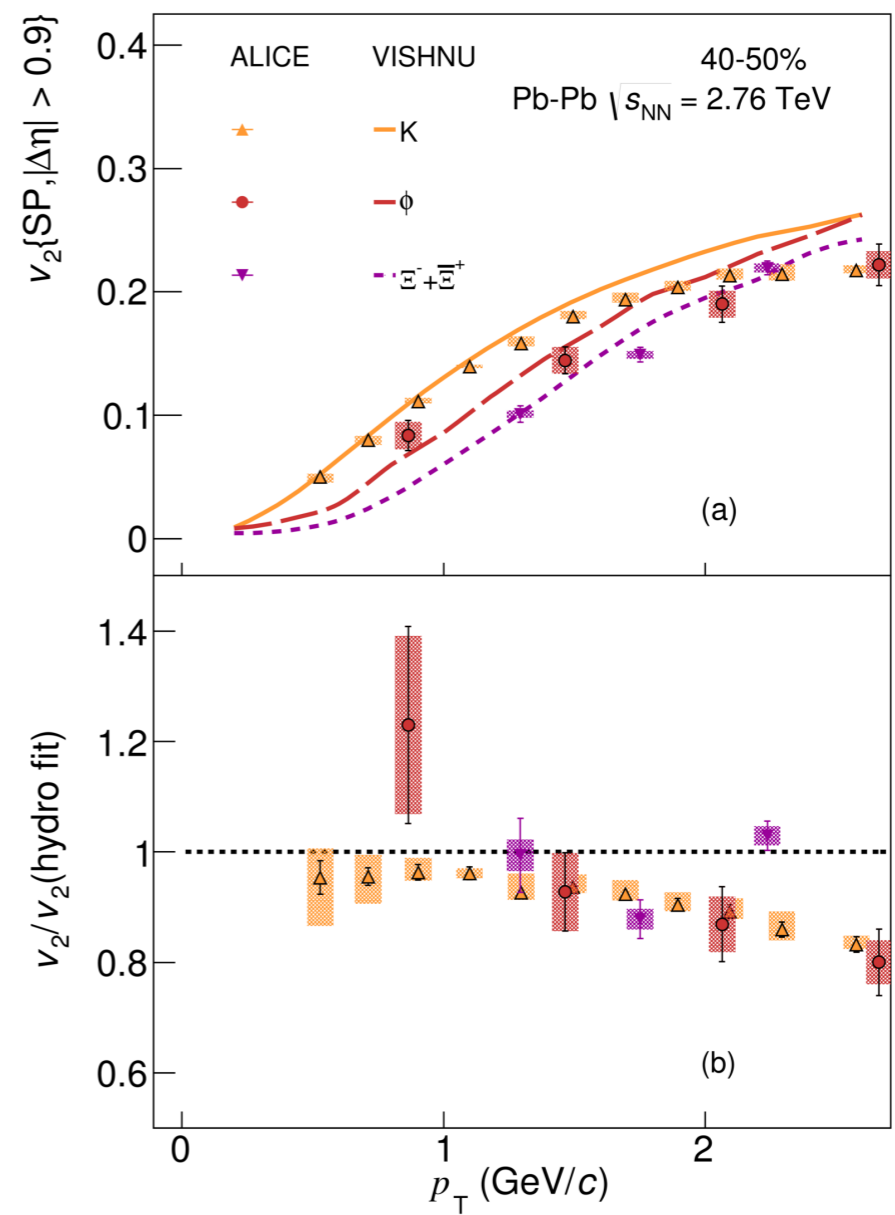 v₂{SP,|Δη| > 0.9}
0.4
0.3
0.2
0.1
0
ALICE VISHNU 40-50%
Pb-Pb √sNN = 2.76 TeV
K
ϕ
Ξ⁻+Ξ̅⁺
(a)
v₂/v₂(hydro fit)
1.4
1.2
1
0.8
0.6
(b)
0 1 2
pT (GeV/c)